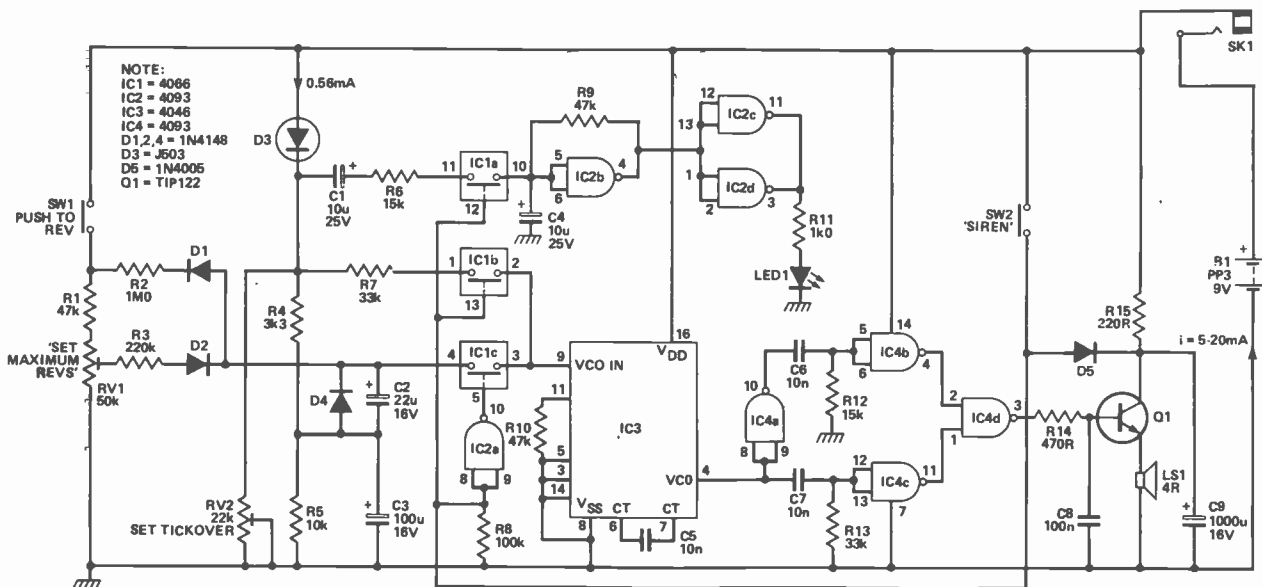 NOTE:
IC1 = 4066
IC2 = 4093
IC3 = 4046
IC4 = 4093
D1,2,4 = 1N4148
D3 = J503
D5 = 1N4005
Q1 = TIP122
0.56mA
SK1
D3
C1
10u
25V
R6
15k
11
IC1a
10
12
R9
47k
5
6
IC2b
4
C4
10u
25V
12
13
IC2c
11
1
2
IC2d
3
R11
1k0
LED1
SW1
PUSH TO
REV
SW2
'SIREN'
B1
PP3
9V
D1
R2
1M0
R1
47k
R3
220k
D2
'SET
MAXIMUM
REVS'
RV1
50k
R4
3k3
R7
33k
1
IC1b
2
13
4
IC1c
3
5
10
IC2a
8
9
R8
100k
D4
C2
22u
16V
C3
100u
16V
RV2
22k
SET TICKOVER
R5
10k
R10
47k
16
VDD
9
VCO IN
11
IC3
5
3
14
VSS
8
CT
6
CT
7
C5
10n
VCO
4
10
IC4a
8
9
C6
10n
R12
15k
C7
10n
R13
33k
14
5
6
IC4b
4
12
13
IC4c
11
7
2
1
IC4d
3
R14
470R
R15
220R
i = 5-20mA
D5
Q1
LS1
4R
C8
100n
C9
1000u
16V